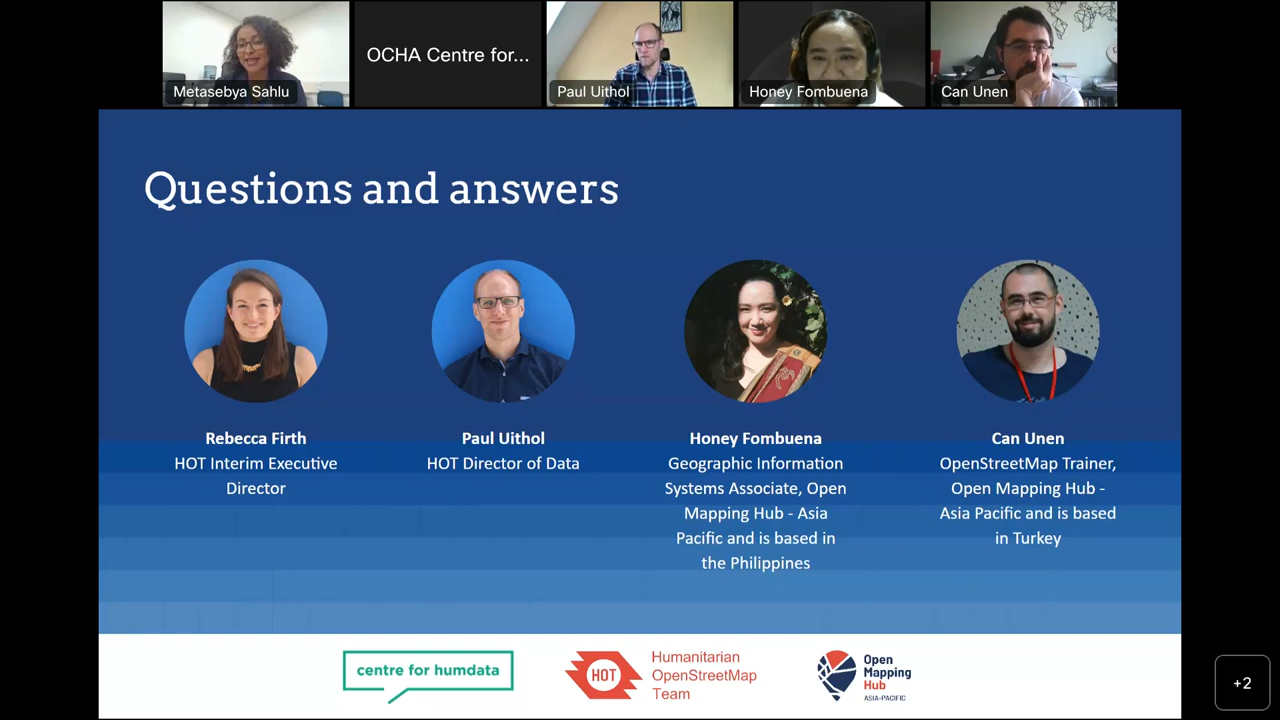 Metasebya Sahlu
OCHA Centre for...
Paul Uithol
Honey Fombuena
Can Unen
Questions and answers
Rebecca Firth
HOT Interim Executive
Director
Paul Uithol
HOT Director of Data
Honey Fombuena
Geographic Information
Systems Associate, Open
Mapping Hub - Asia
Pacific and is based in
the Philippines
Can Unen
OpenStreetMap Trainer,
Open Mapping Hub -
Asia Pacific and is based
in Turkey
centre for humdata
HOT
Humanitarian
OpenStreetMap
Team
Open
Mapping
Hub
ASIA-PACIFIC
+2